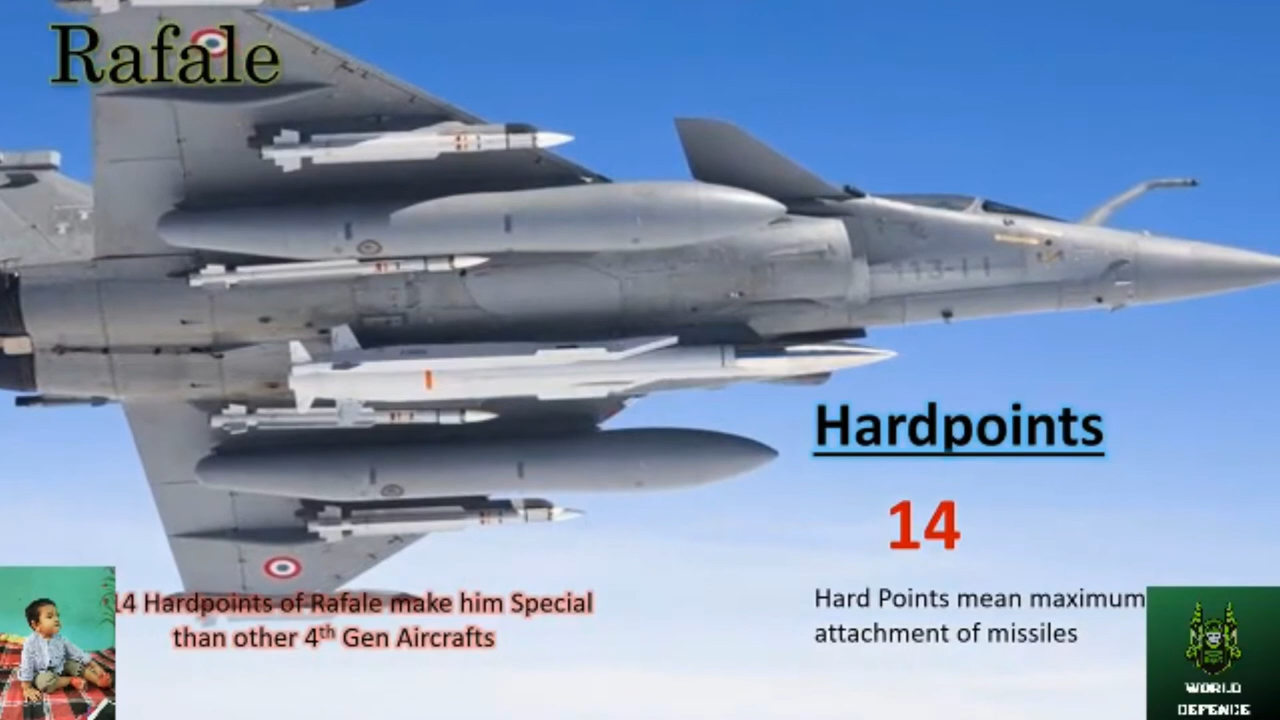 Rafale
Hardpoints
14
Hard Points mean maximum
attachment of missiles
14 Hardpoints of Rafale make him Special
than other 4th Gen Aircrafts
WORLD
DEFENCE